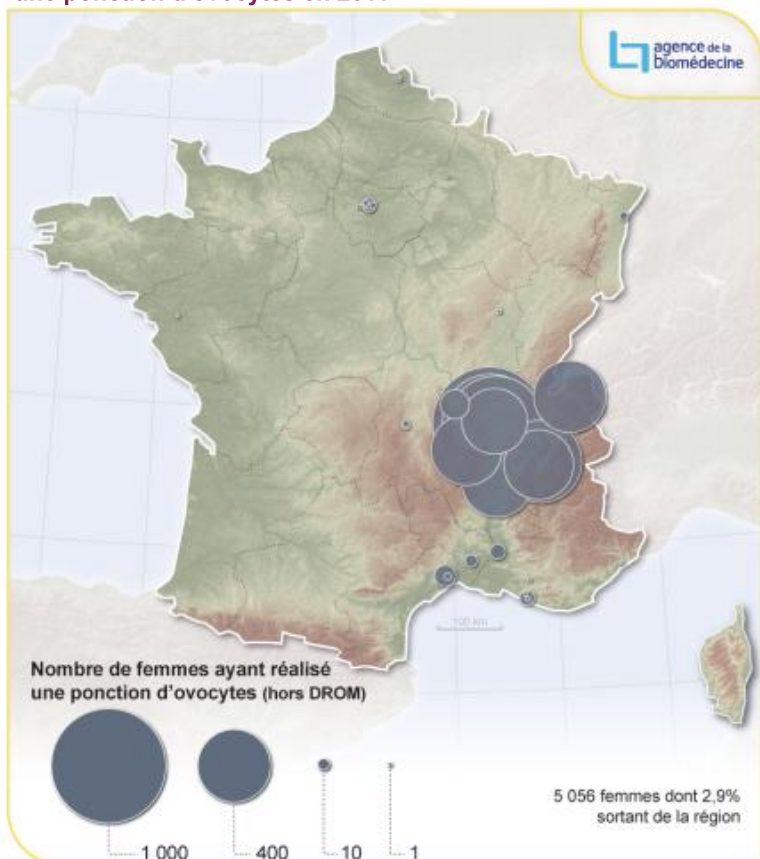 agence de la
biomédecine
100 km
Nombre de femmes ayant réalisé
une ponction d'ovocytes (hors DROM)
1 000
400
10
1
5 056 femmes dont 2,9%
sortant de la région